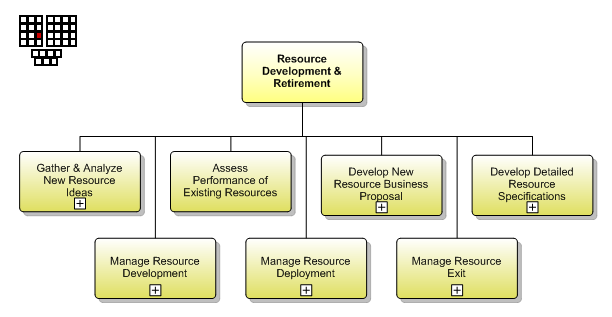 Resource
Development &
Retirement
Gather & Analyze
New Resource
Ideas
Assess
Performance of
Existing Resources
Develop New
Resource Business
Proposal
Develop Detailed
Resource
Specifications
Manage Resource
Development
Manage Resource
Deployment
Manage Resource
Exit